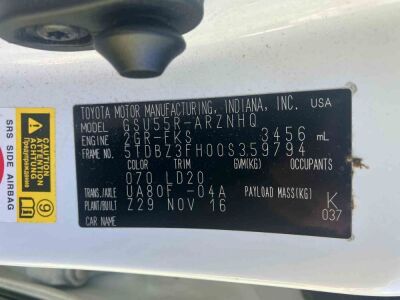 TOYOTA MOTOR MANUFACTURING, INDIANA, INC. USA
MODEL GSU55R-ARZNHQ
ENGINE 2GR-FKS 3456 mL
FRAME 5TDBZ3FH00S359794
COLOR TRIM GVM(KG) OCCUPANTS
070 LD20
TRANS./AXLE UA80F -04A PAYLOAD MASS(KG) K
PLANT/BUILT Z29 NOV 16 037
CAR NAME
SRS SIDE AIRBAG
CAUTION
ATTENTION